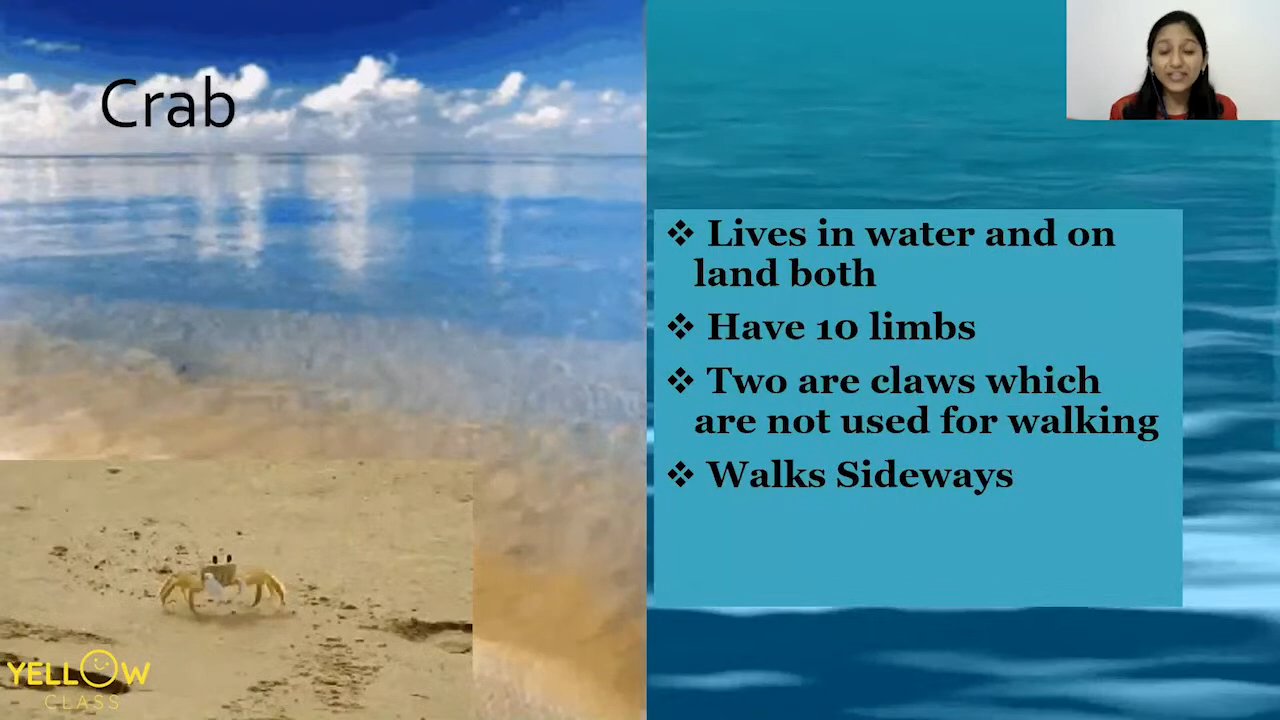 Crab
❖ Lives in water and on
land both
❖ Have 10 limbs
❖ Two are claws which
are not used for walking
❖ Walks Sideways
YELLOW
CLASS